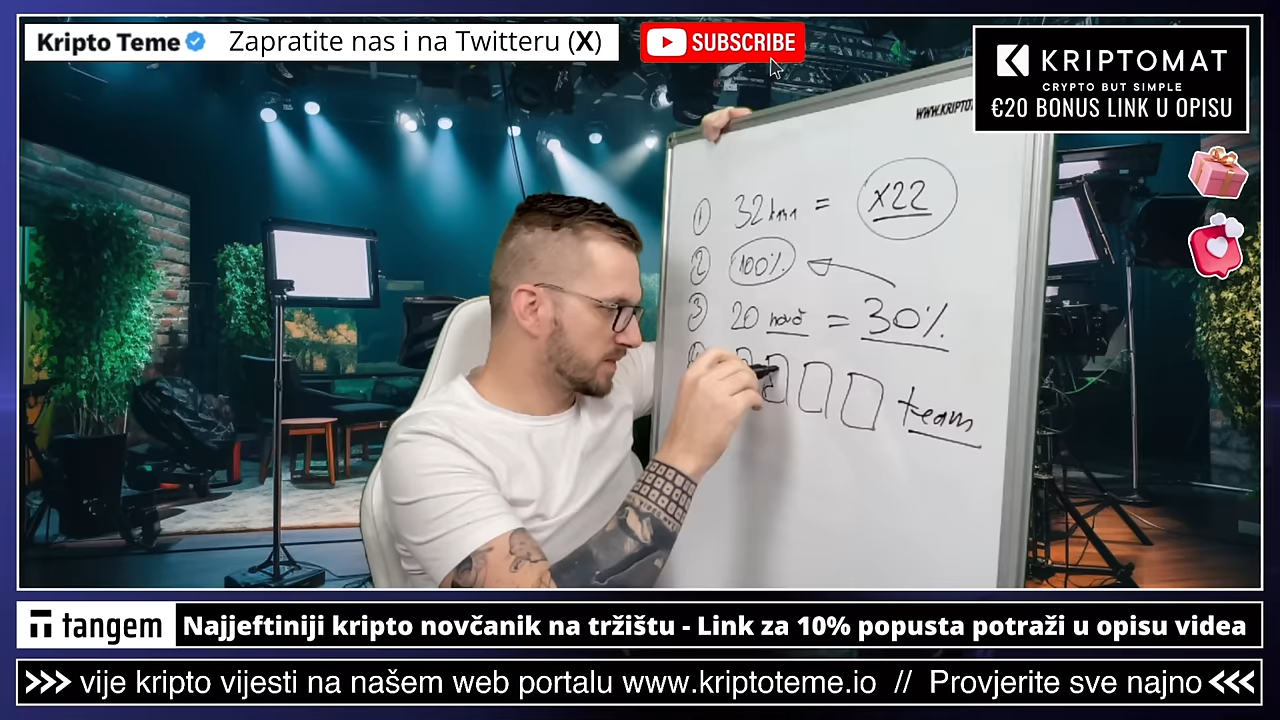 Kripto Teme Zapratite nas i na Twitteru (X)
SUBSCRIBE
KRIPTOMAT
CRYPTO BUT SIMPLE
€20 BONUS LINK U OPISU
WWW.KRIPTO
1 32 = x22
2 100%
3 20 novč = 30%
team
tangem Najjeftiniji kripto novčanik na tržištu - Link za 10% popusta potraži u opisu videa
>>> vije kripto vijesti na našem web portalu www.kriptoteme.io // Provjerite sve najno <<<